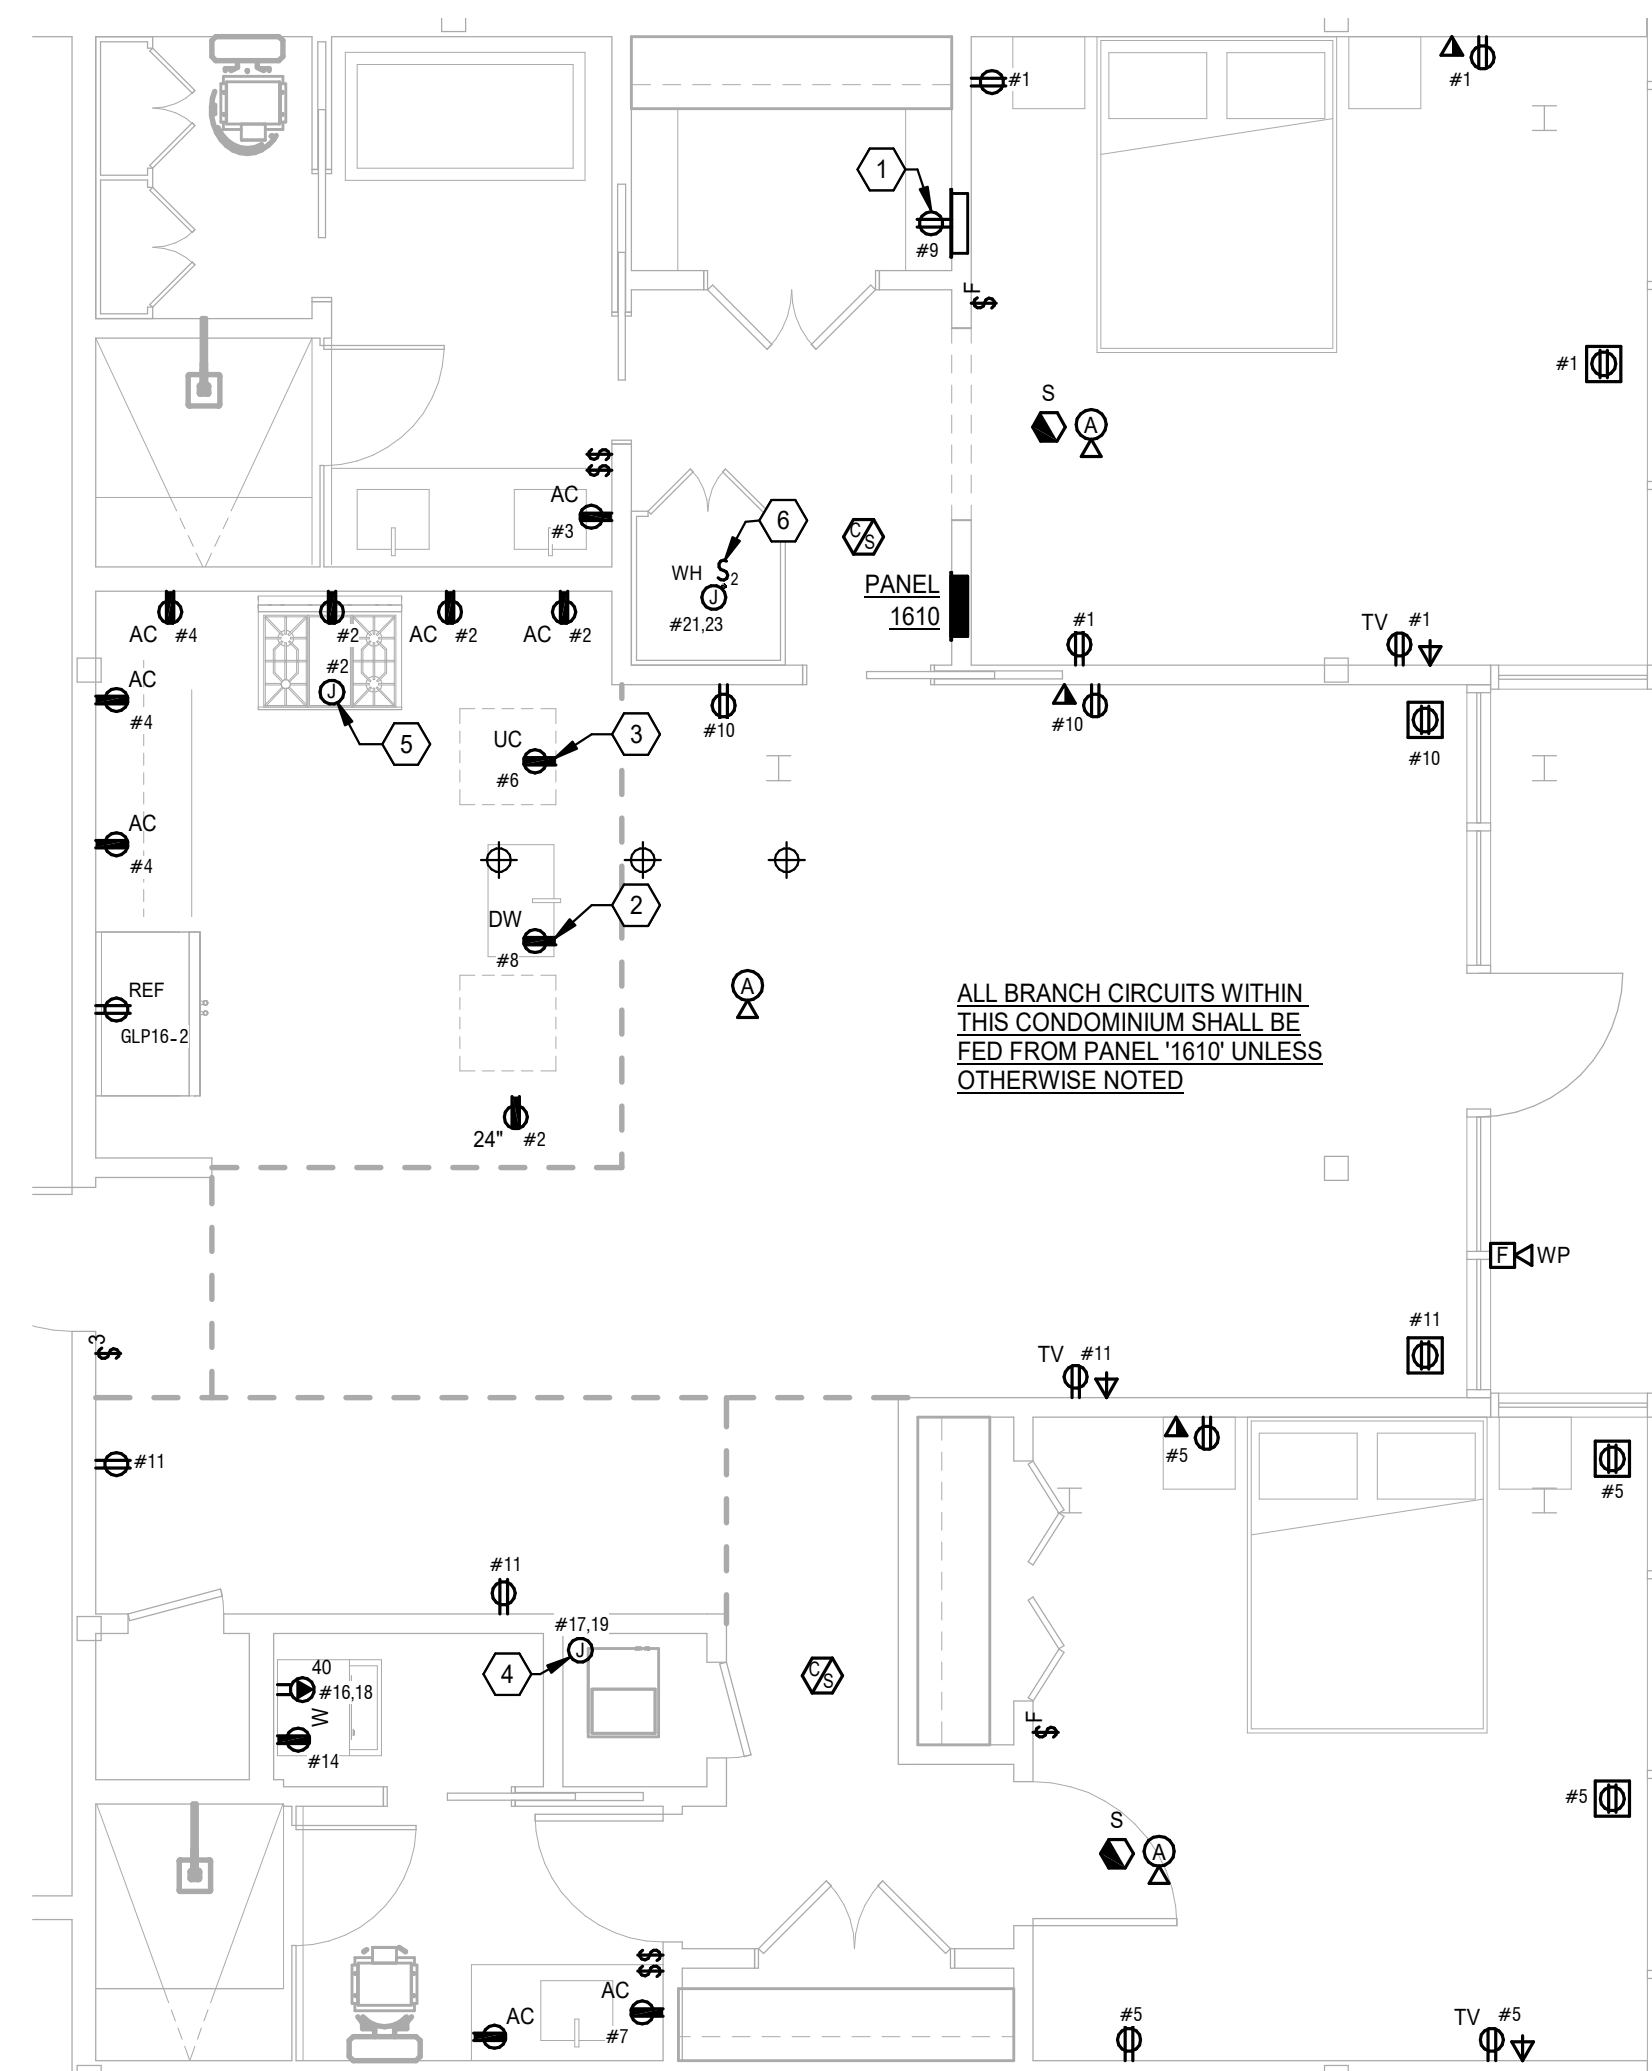 #1
#1
1
#9
F
$
#1
S
A
$$
AC
#3
6
C/S
WH
S2
J
#21,23
PANEL
1610
AC #4
#2
AC #2
AC #2
#1
TV #1
#2
J
AC
#4
5
UC
3
#6
#10
#10
#10
AC
#4
2
DW
#8
REF
GLP16-2
A
ALL BRANCH CIRCUITS WITHIN
THIS CONDOMINIUM SHALL BE
FED FROM PANEL '1610' UNLESS
OTHERWISE NOTED
24" #2
F WP
#11
3
$
TV #11
#5
#11
#5
#11
#17,19
J
4
C/S
40
#16,18
W
#14
F
$
#5
S
A
$$
AC
AC
#7
#5
TV #5